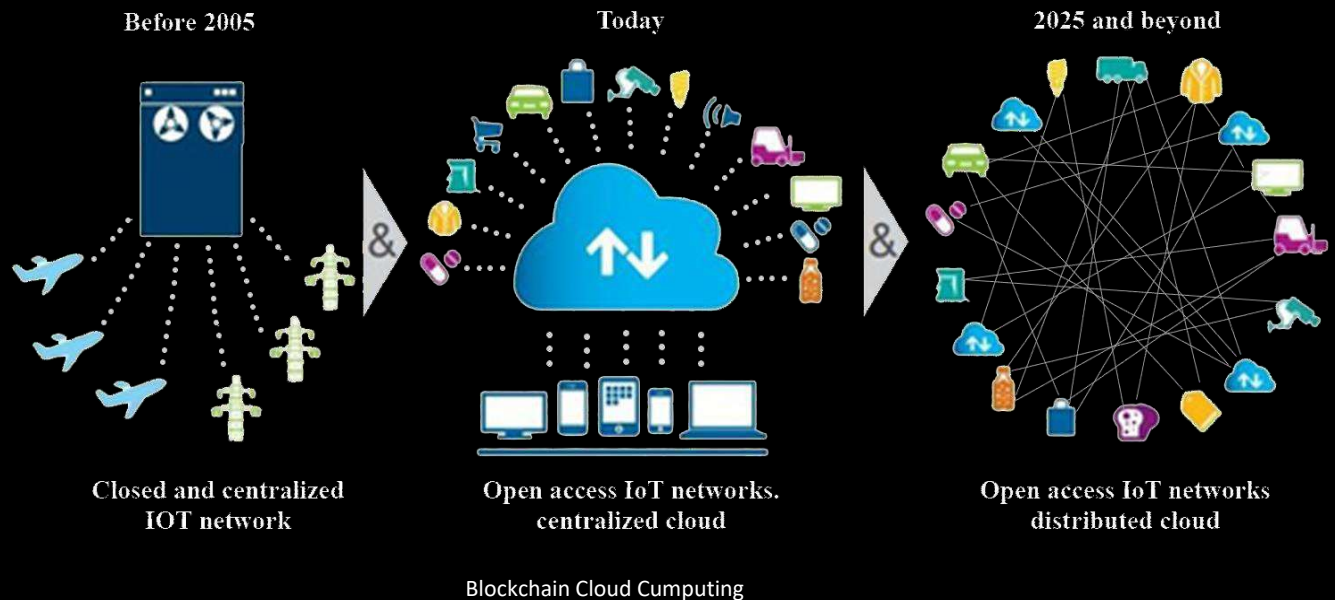 Before 2005
Today
2025 and beyond
&
&
Closed and centralized
IOT network
Open access IoT networks.
centralized cloud
Open access IoT networks
distributed cloud
Blockchain Cloud Cumputing